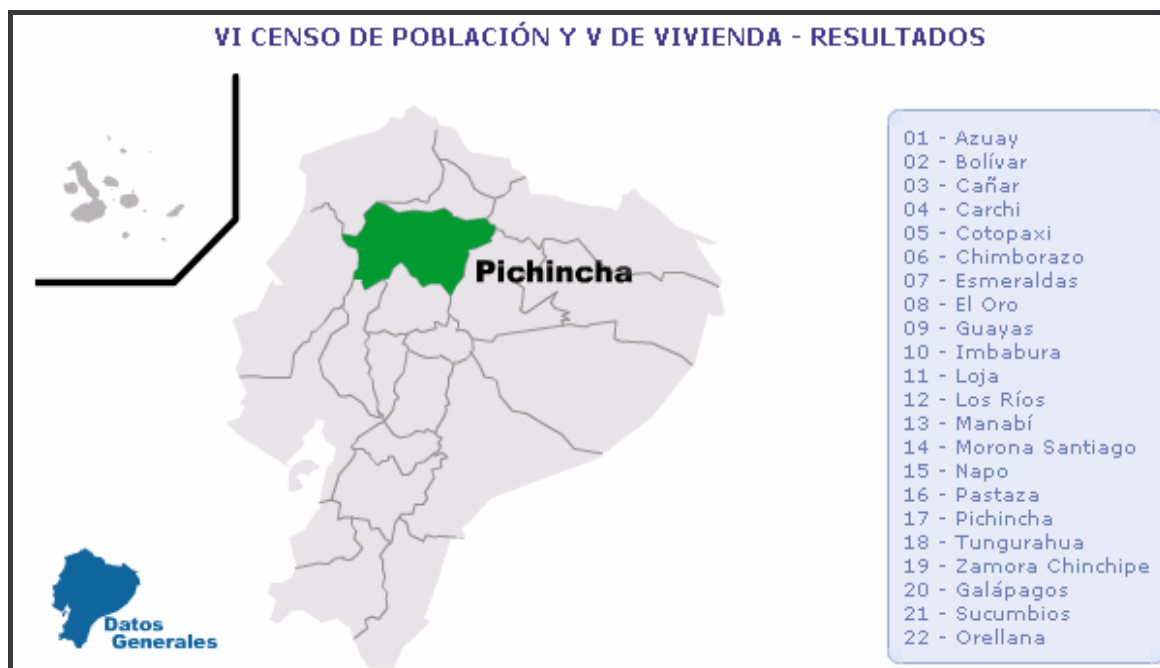 VI CENSO DE POBLACIÓN Y V DE VIVIENDA - RESULTADOS
Pichincha
01 - Azuay
02 - Bolívar
03 - Cañar
04 - Carchi
05 - Cotopaxi
06 - Chimborazo
07 - Esmeraldas
08 - El Oro
09 - Guayas
10 - Imbabura
11 - Loja
12 - Los Ríos
13 - Manabí
14 - Morona Santiago
15 - Napo
16 - Pastaza
17 - Pichincha
18 - Tungurahua
19 - Zamora Chinchipe
20 - Galápagos
21 - Sucumbios
22 - Orellana
Datos
Generales